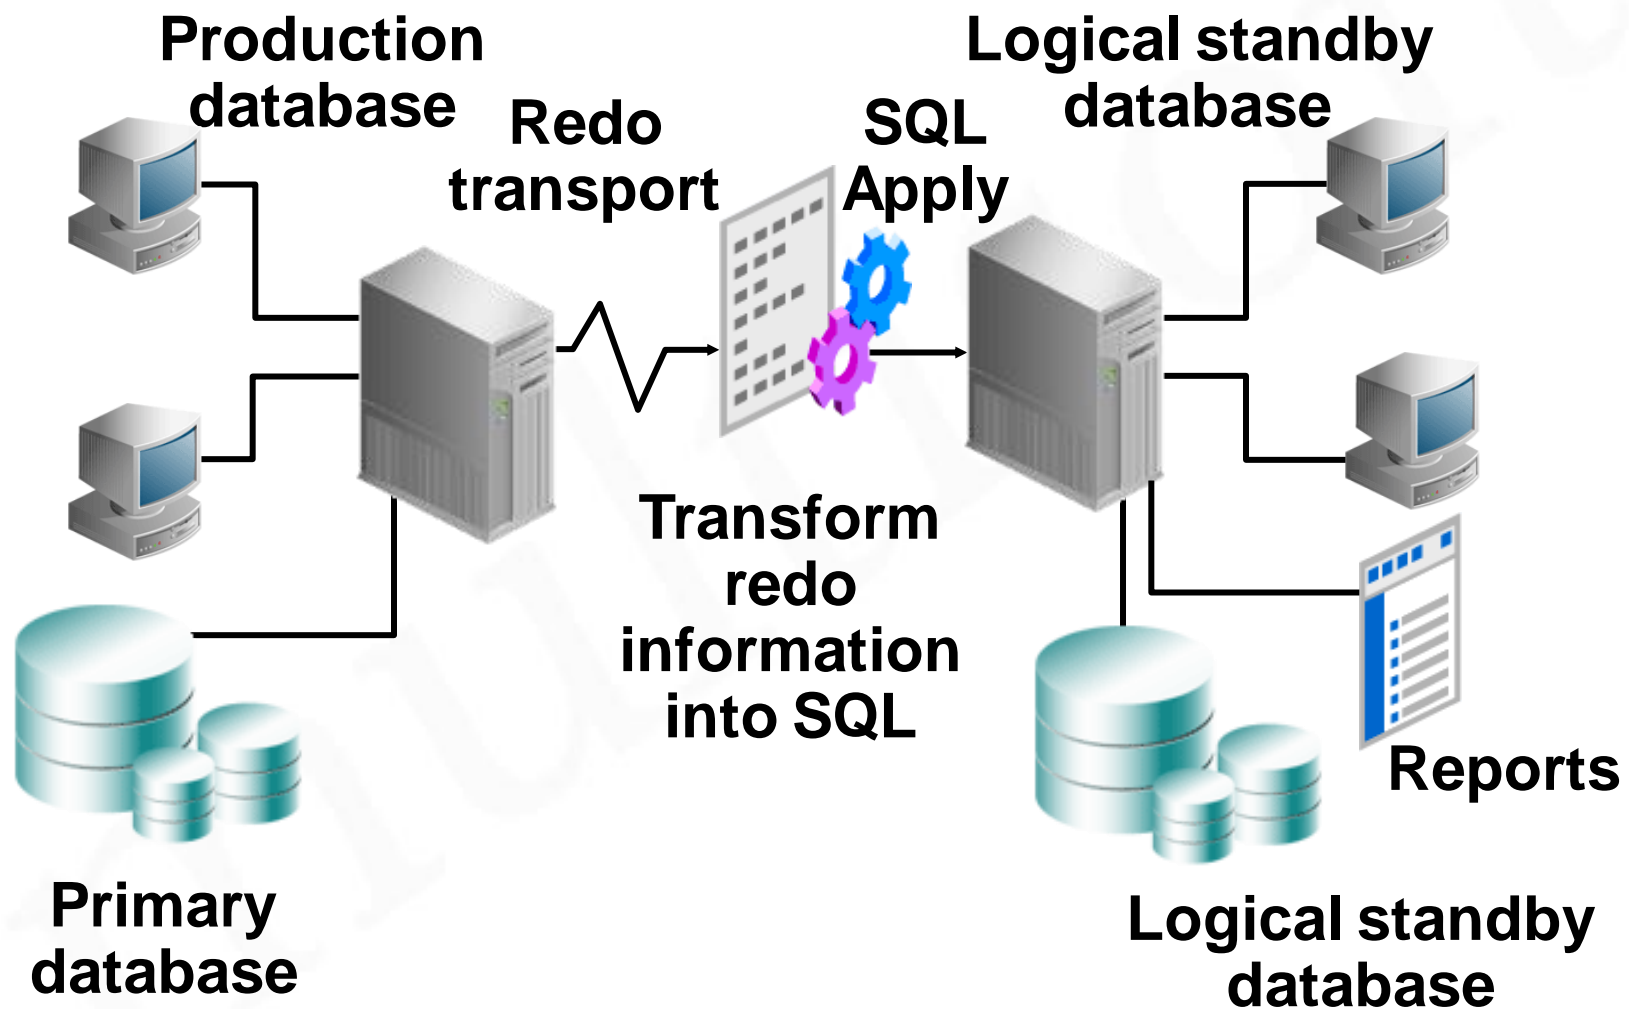 Production
database
Logical standby
database
Redo
transport
SQL
Apply
Transform
redo
information
into SQL
Reports
Primary
database
Logical standby
database